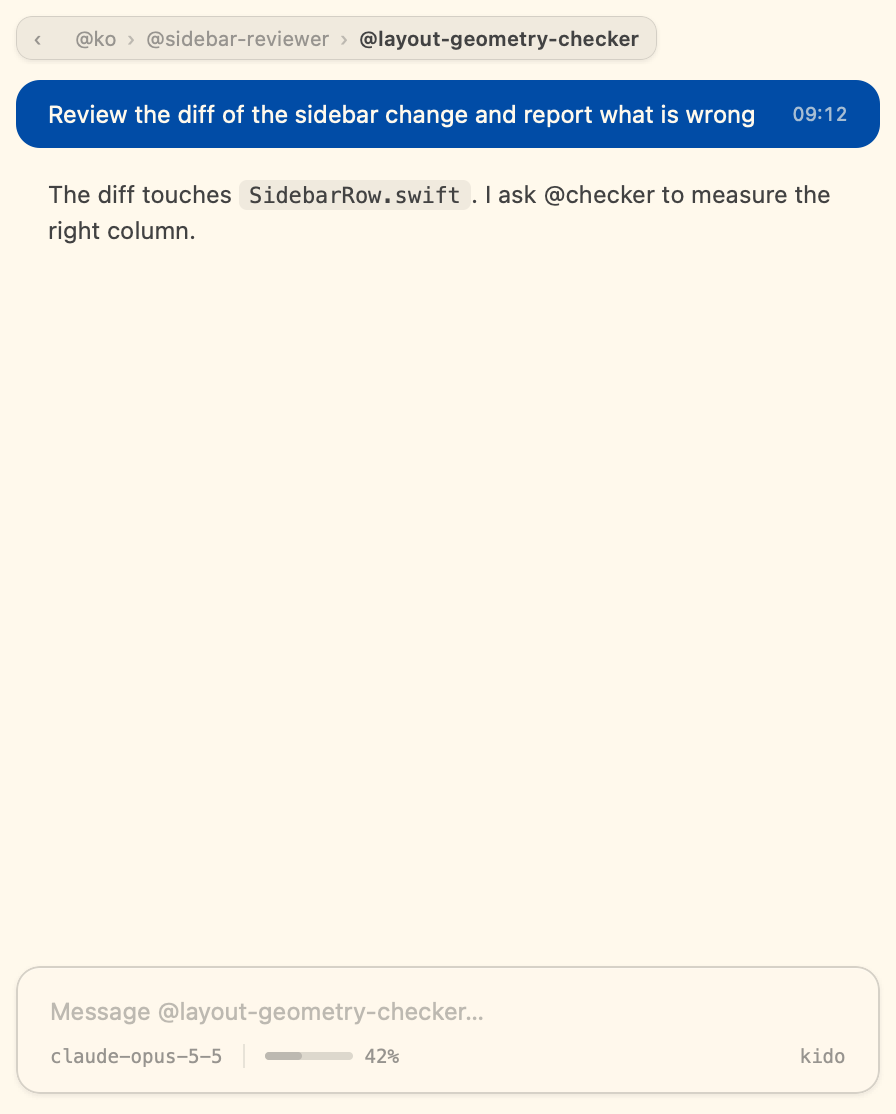 ‹ @ko › @sidebar-reviewer › @layout-geometry-checker
Review the diff of the sidebar change and report what is wrong 09:12
The diff touches SidebarRow.swift. I ask @checker to measure the
right column.
Message @layout-geometry-checker…
claude-opus-5-5 42% kido